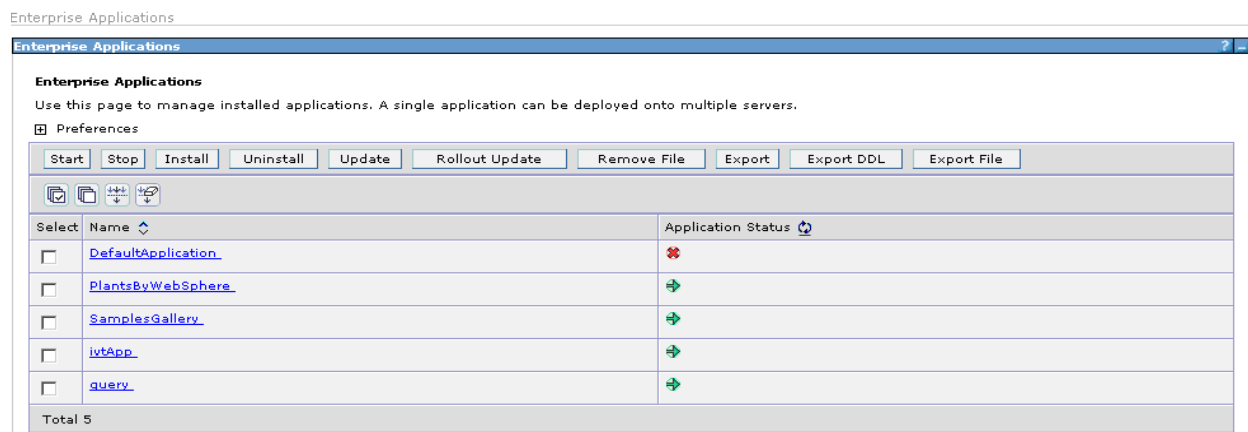 Enterprise Applications
Enterprise Applications ? _
Enterprise Applications
Use this page to manage installed applications. A single application can be deployed onto multiple servers.
+ Preferences
Start Stop Install Uninstall Update Rollout Update Remove File Export Export DDL Export File
Select Name Application Status
DefaultApplication
PlantsByWebSphere
SamplesGallery
ivtApp
query
Total 5